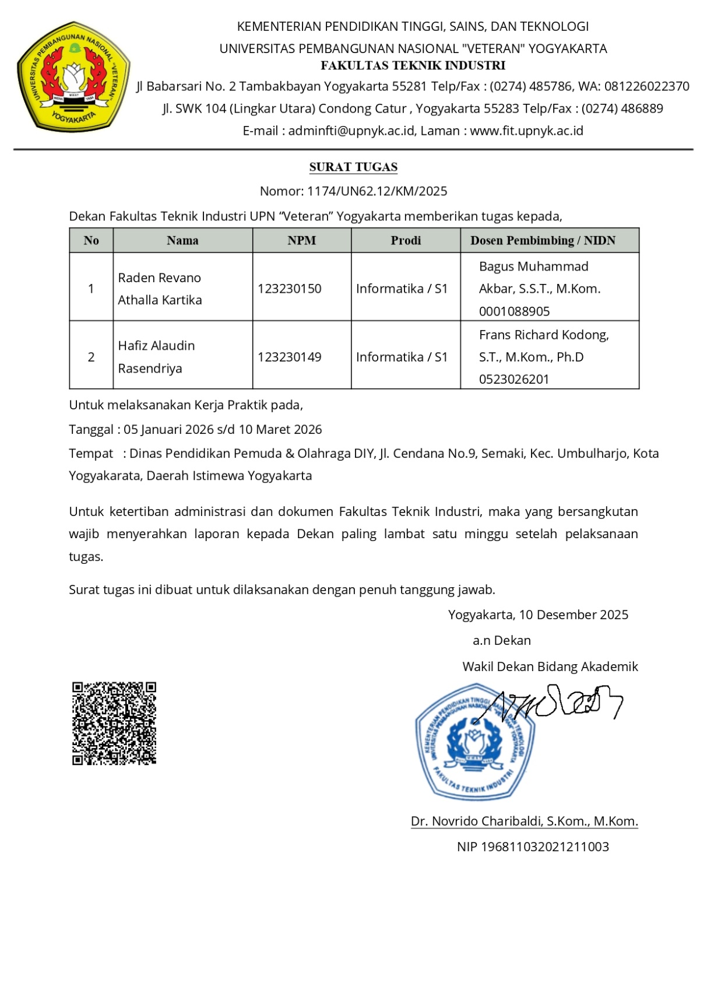 UNIVERSITAS PEMBANGUNAN NASIONAL "VETERAN"
YOGYAKARTA
WIDYA MWAT YASA
KEMENTERIAN PENDIDIKAN TINGGI, SAINS, DAN TEKNOLOGI
UNIVERSITAS PEMBANGUNAN NASIONAL "VETERAN" YOGYAKARTA
FAKULTAS TEKNIK INDUSTRI
Jl Babarsari No. 2 Tambakbayan Yogyakarta 55281 Telp/Fax : (0274) 485786, WA: 081226022370
Jl. SWK 104 (Lingkar Utara) Condong Catur , Yogyakarta 55283 Telp/Fax : (0274) 486889
E-mail : adminfti@upnyk.ac.id, Laman : www.fit.upnyk.ac.id
SURAT TUGAS
Nomor: 1174/UN62.12/KM/2025
Dekan Fakultas Teknik Industri UPN “Veteran” Yogyakarta memberikan tugas kepada,
No Nama NPM Prodi Dosen Pembimbing / NIDN
1 Raden Revano Athalla Kartika 123230150 Informatika / S1 Bagus Muhammad Akbar, S.S.T., M.Kom. 0001088905
2 Hafiz Alaudin Rasendriya 123230149 Informatika / S1 Frans Richard Kodong, S.T., M.Kom., Ph.D 0523026201
Untuk melaksanakan Kerja Praktik pada,
Tanggal : 05 Januari 2026 s/d 10 Maret 2026
Tempat : Dinas Pendidikan Pemuda & Olahraga DIY, Jl. Cendana No.9, Semaki, Kec. Umbulharjo, Kota
Yogyakarata, Daerah Istimewa Yogyakarta
Untuk ketertiban administrasi dan dokumen Fakultas Teknik Industri, maka yang bersangkutan
wajib menyerahkan laporan kepada Dekan paling lambat satu minggu setelah pelaksanaan
tugas.
Surat tugas ini dibuat untuk dilaksanakan dengan penuh tanggung jawab.
Yogyakarta, 10 Desember 2025
a.n Dekan
Wakil Dekan Bidang Akademik
KEMENTERIAN PENDIDIKAN TINGGI, SAINS, DAN TEKNOLOGI
UNIVERSITAS PEMBANGUNAN NASIONAL "VETERAN" YOGYAKARTA
FAKULTAS TEKNIK INDUSTRI
Dr. Novrido Charibaldi, S.Kom., M.Kom.
NIP 196811032021211003